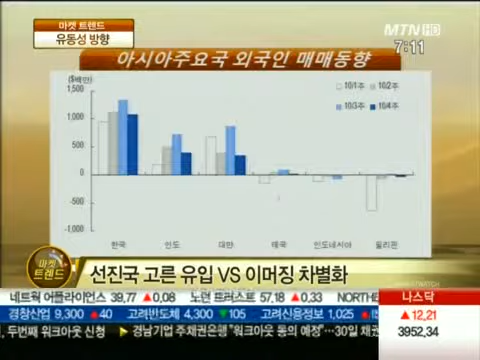 마켓 트렌드
유동성 방향
MTN HD
7:11
아시아주요국 외국인 매매동향
($백만)
1,500
1,000
500
0
-500
-1,000
10/1주 10/2주
10/3주 10/4주
한국 인도 대만 태국 인도네시아 필리핀
마켓
트렌드
선진국 고른 유입 VS 이머징 차별화
네트웍 어플라이언스 39,77 ▲0,08 노던 트러스트 57,18 ▲0,33 NORTHE
경창산업 9,300 ▲40 고려반도체 4,300 ▼105 고려신용정보 1,025
, 두번째 워크아웃 신청 ▶경남기업 주채권은행 "워크아웃 동의 예정"…30일 채권
나스닥
▲12,21
3952,34